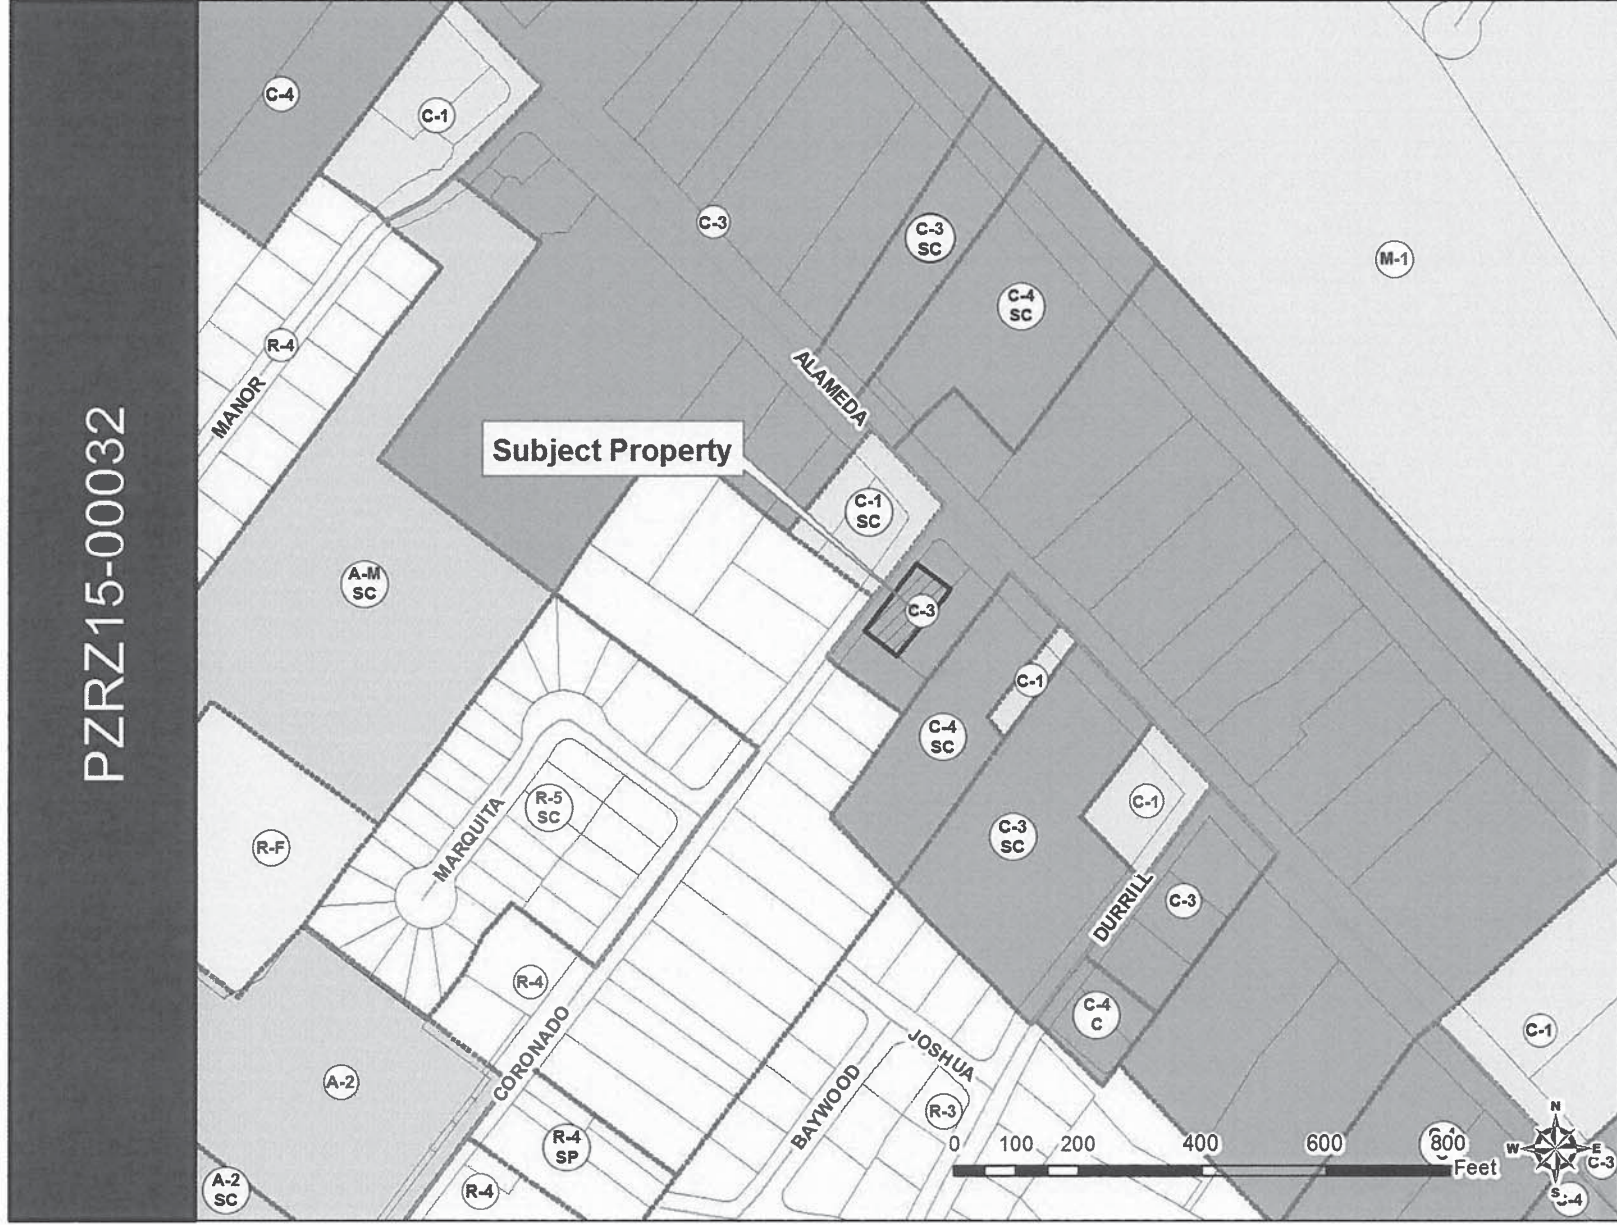 PZRZ15-00032
C-4
C-1
C-3
C-3
SC
C-4
SC
M-1
R-4
MANOR
ALAMEDA
Subject Property
C-1
SC
A-M
SC
C-3
C-1
C-4
SC
R-5
SC
MARQUITA
C-1
C-3
SC
R-F
C-3
DURRILL
R-4
C-4
C
CORONADO
JOSHUA
C-1
A-2
BAYWOOD
R-3
R-4
SP
A-2
SC
R-4
0 100 200 400 600 800
Feet
N
W
E
S
C-3